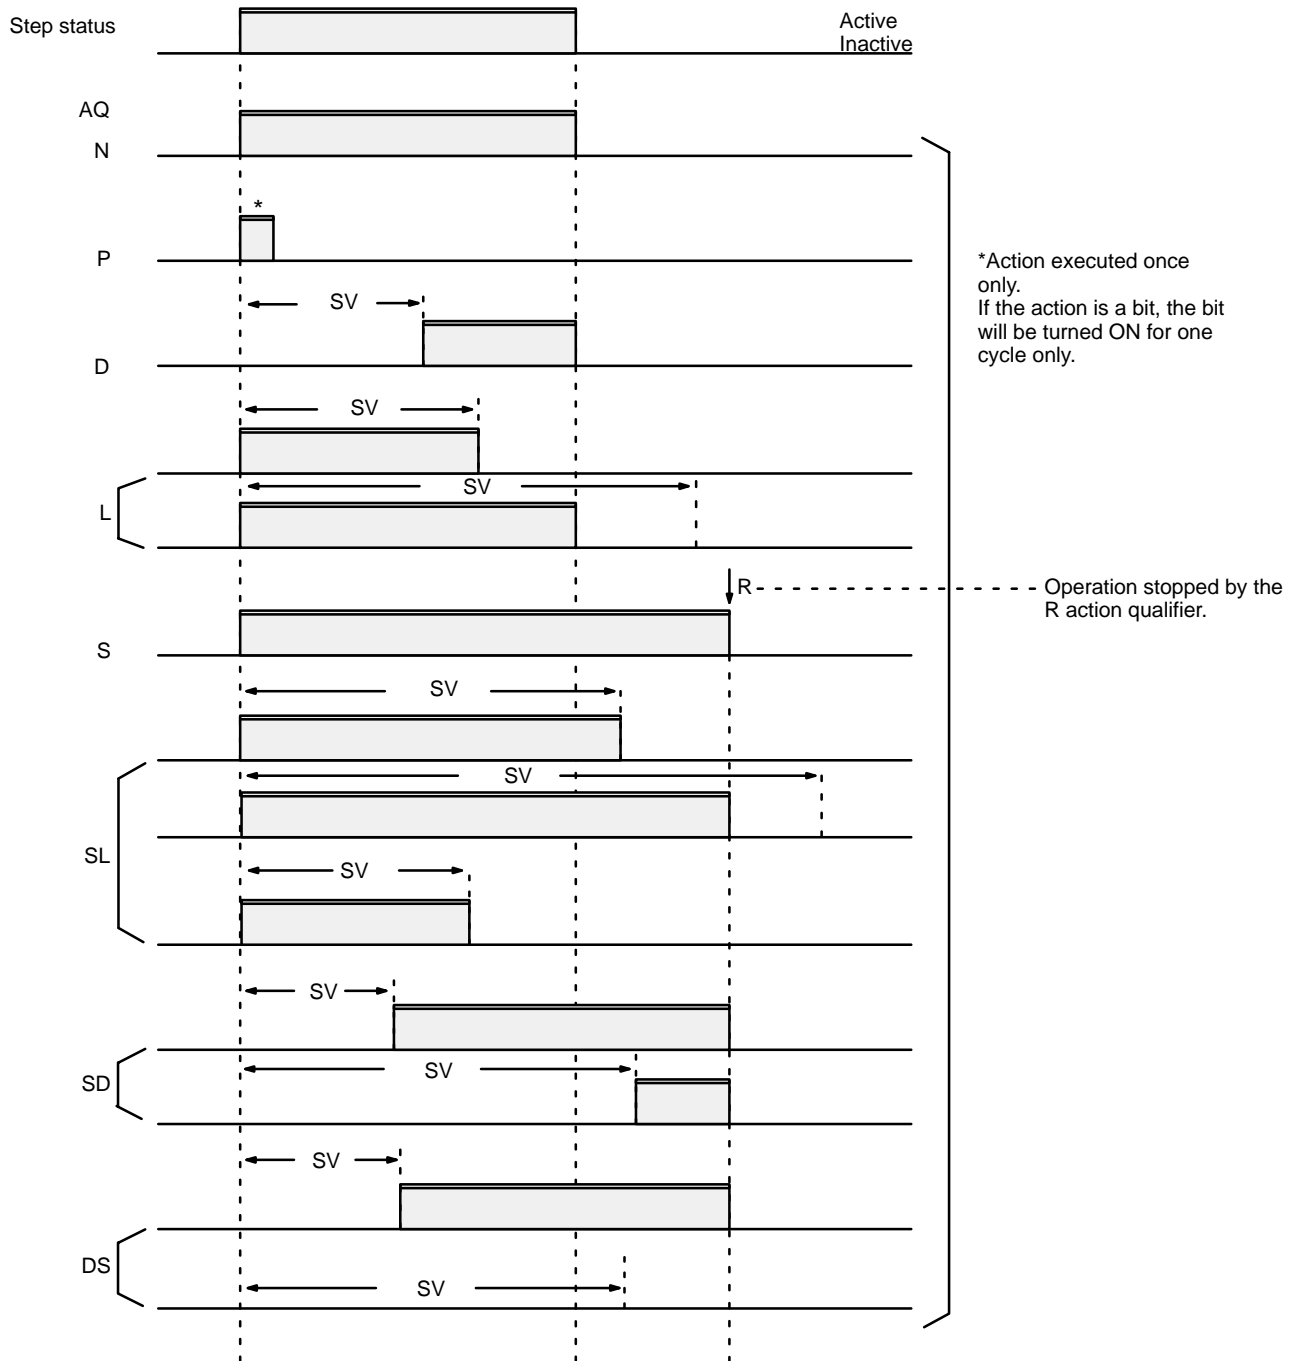 Step status
Active
Inactive
AQ
N
*
P
*Action executed once
only.
If the action is a bit, the bit
will be turned ON for one
cycle only.
SV
D
SV
SV
L
R
Operation stopped by the
R action qualifier.
S
SV
SV
SL
SV
SV
SD
SV
SV
DS
SV